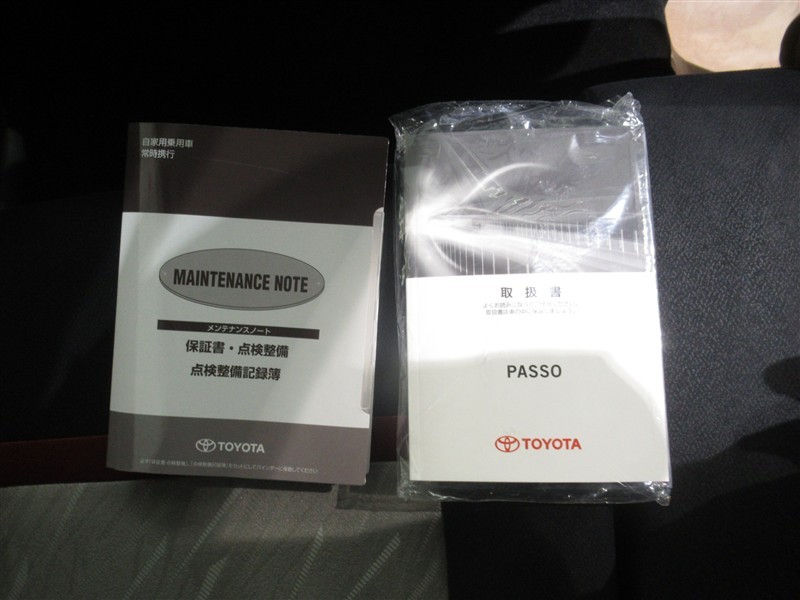 自家用乗用車
常時携行
MAINTENANCE NOTE
メンテナンスノート
保証書・点検整備
点検整備記録簿
TOYOTA
取扱書
PASSO
TOYOTA